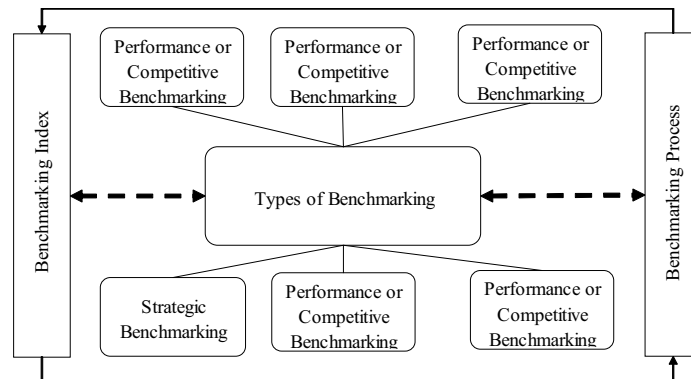 Performance or
Competitive
Benchmarking
Performance or
Competitive
Benchmarking
Performance or
Competitive
Benchmarking
Benchmarking Index
Types of Benchmarking
Benchmarking Process
Strategic
Benchmarking
Performance or
Competitive
Benchmarking
Performance or
Competitive
Benchmarking